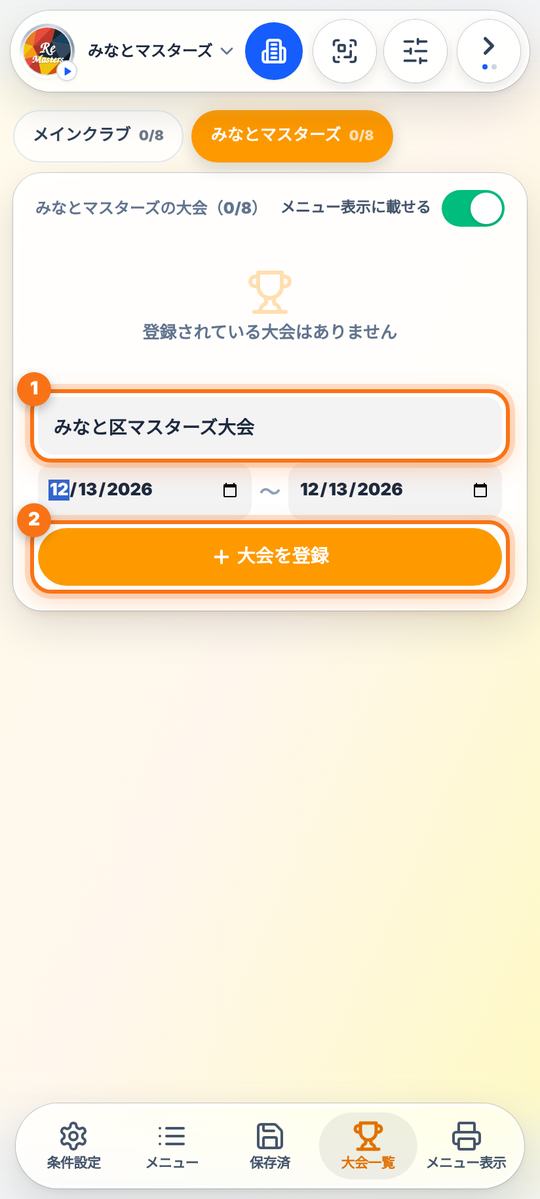 Re
Masters
みなとマスターズ
メインクラブ 0/8
みなとマスターズ 0/8
みなとマスターズの大会（0/8） メニュー表示に載せる
登録されている大会はありません
1
みなと区マスターズ大会
12/13/2026 〜 12/13/2026
2
＋ 大会を登録
条件設定 メニュー 保存済 大会一覧 メニュー表示